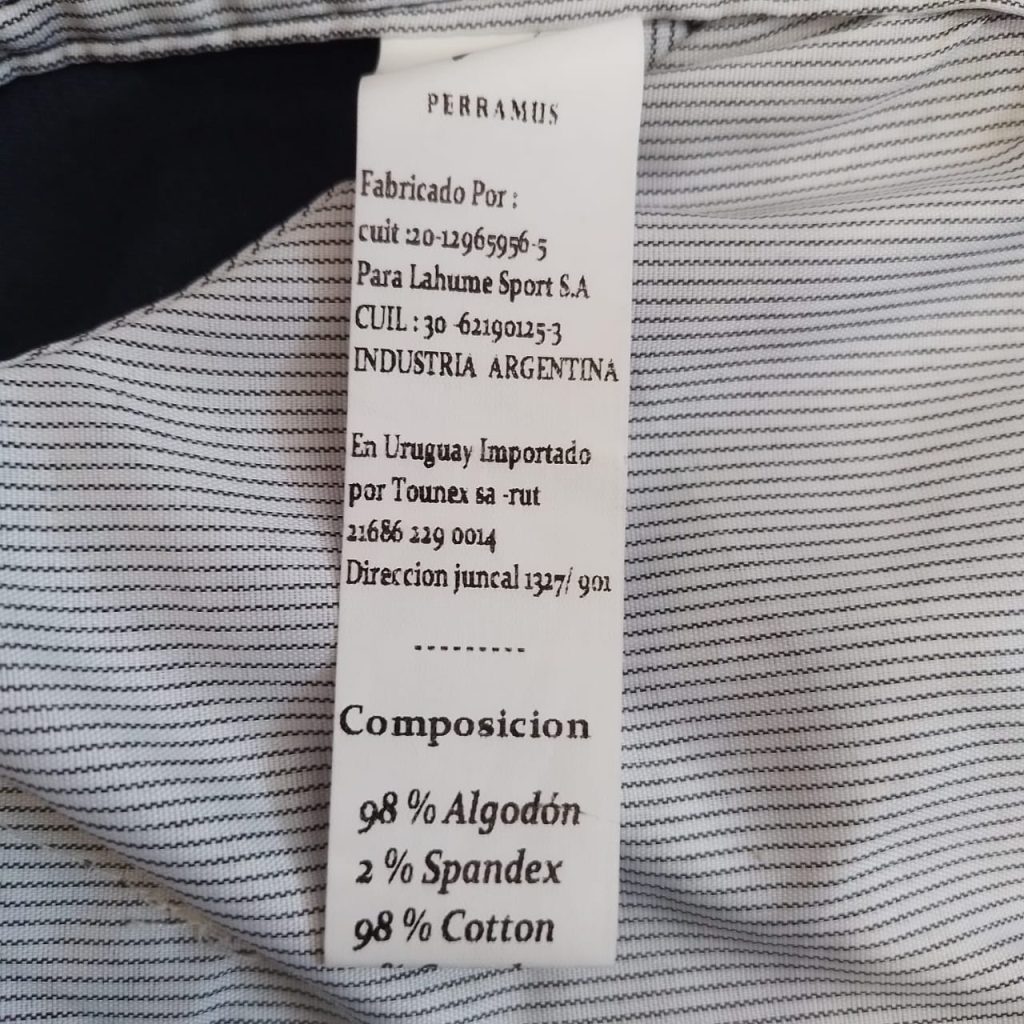 PERRAMUS
Fabricado Por :
cuit :20-12965956-5
Para Lahume Sport S.A
CUIL : 30 -62190125-3
INDUSTRIA ARGENTINA
En Uruguay Importado
por Tounex sa -rut
21686 229 0014
Direccion juncal 1327/ 901
---------
Composicion
98 % Algodón
2 % Spandex
98 % Cotton